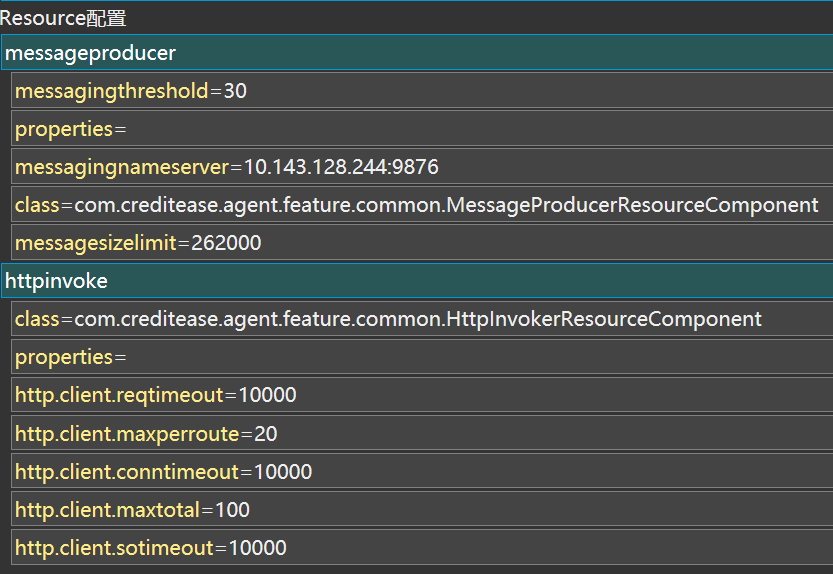 Resource配置
messageproducer
messagingthreshold=30
properties=
messagingnameserver=10.143.128.244:9876
class=com.creditease.agent.feature.common.MessageProducerResourceComponent
messagesizelimit=262000
httpinvoke
class=com.creditease.agent.feature.common.HttpInvokerResourceComponent
properties=
http.client.reqtimeout=10000
http.client.maxperroute=20
http.client.conntimeout=10000
http.client.maxtotal=100
http.client.sotimeout=10000